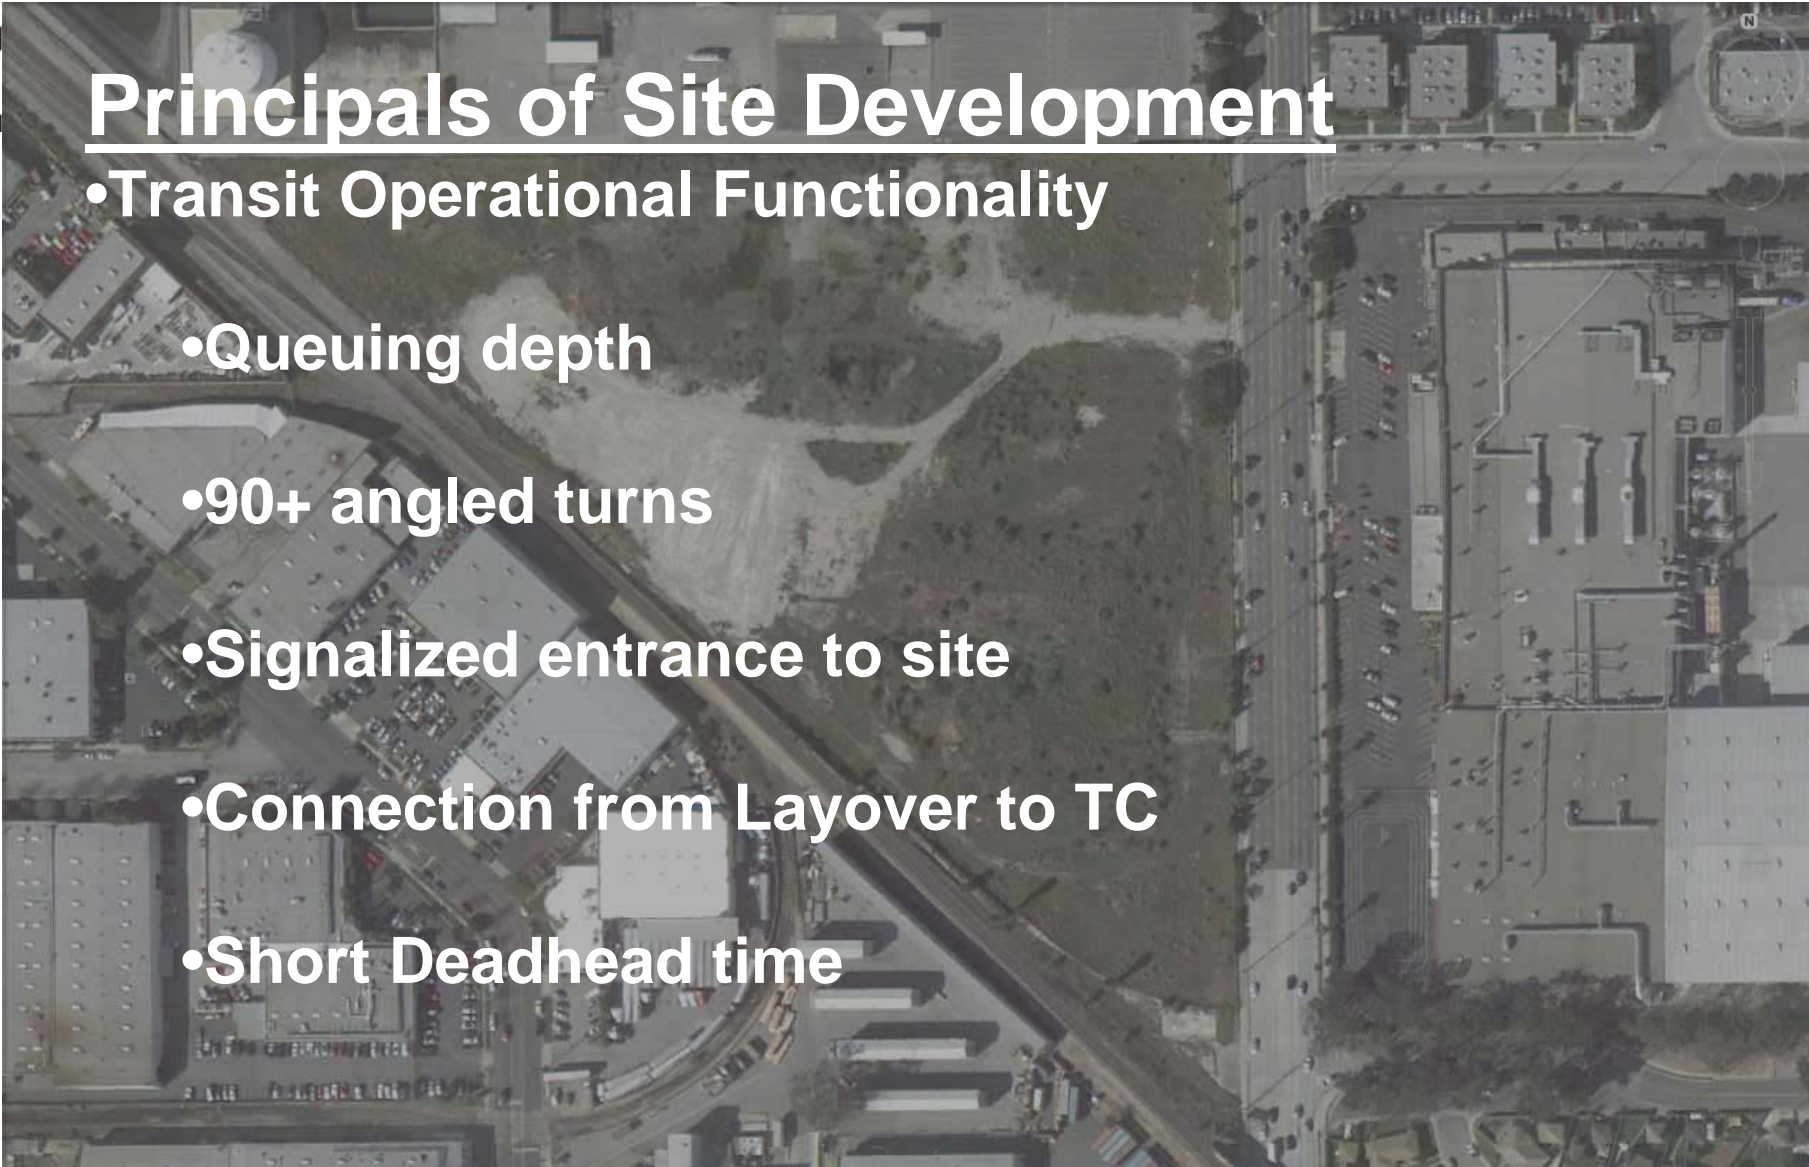 Principals of Site Development
•Transit Operational Functionality
•Queuing depth
•90+ angled turns
•Signalized entrance to site
•Connection from Layover to TC
•Short Deadhead time
N